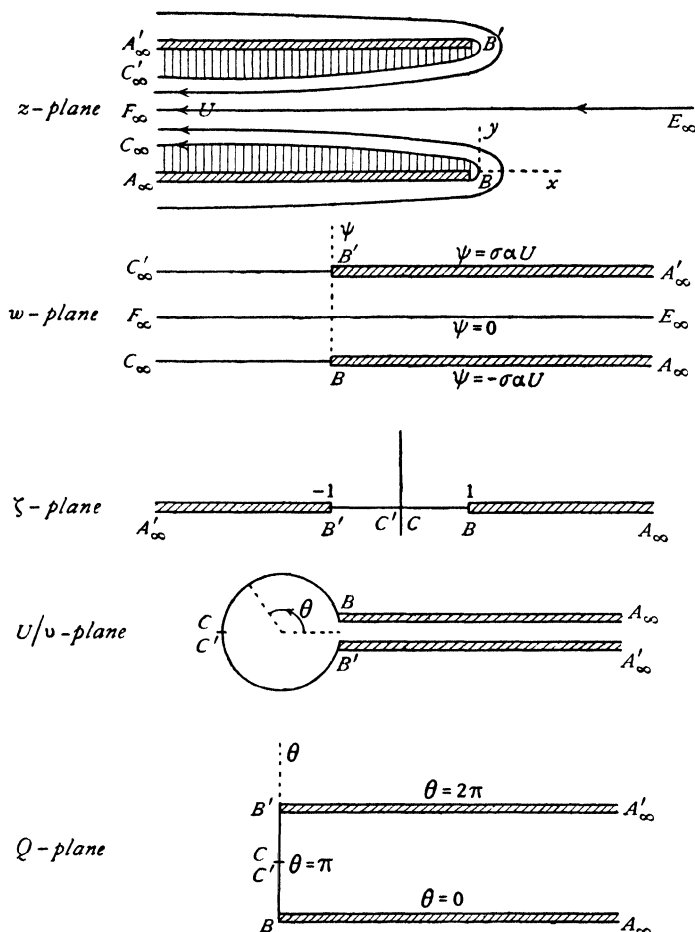 A'∞ B'
C'∞
z-plane F∞ U E∞
C∞ y
A∞ B x
ψ
C'∞ B' ψ=σαU A'∞
w-plane F∞ ψ=0 E∞
C∞ B ψ=-σαU A∞
-1 1
ζ-plane
A'∞ B' C' C B A∞
B A∞
U/υ-plane C C' θ
B' A'∞
θ
B' θ=2π A'∞
Q-plane C C' θ=π
θ=0
B A∞